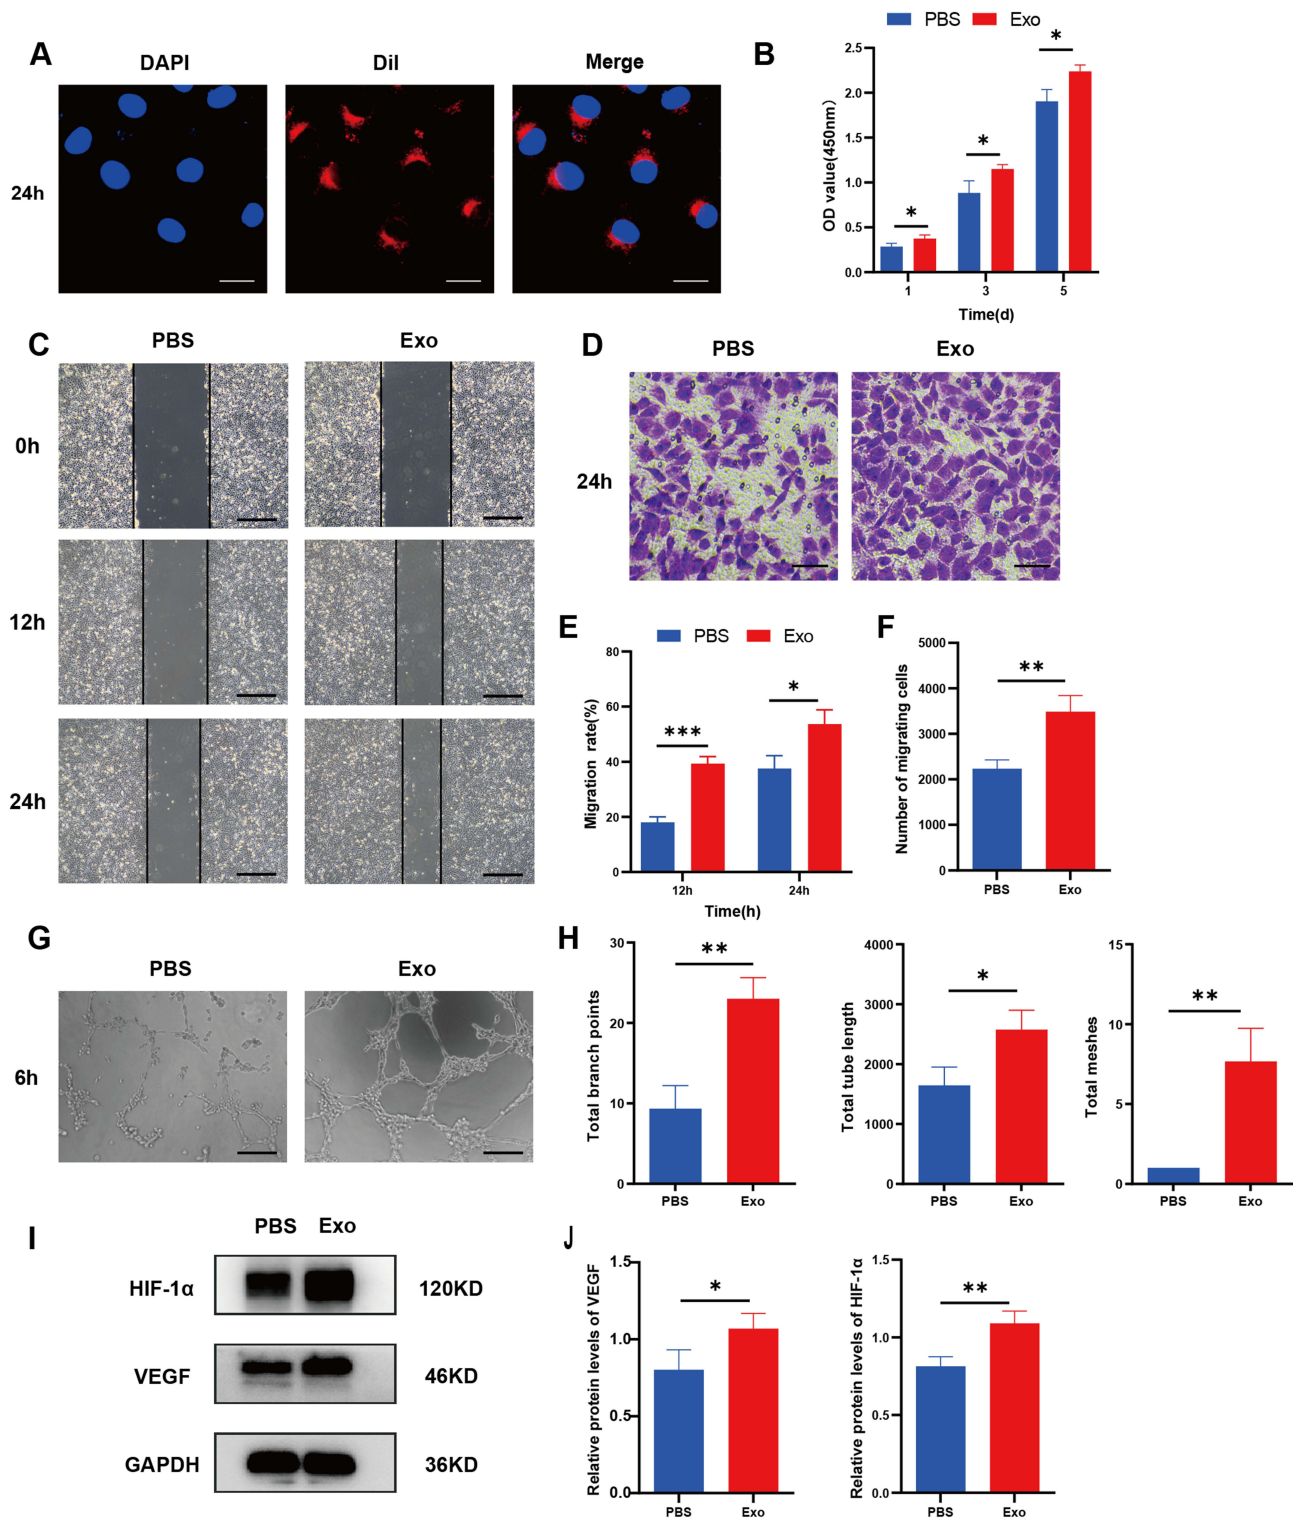 A
DAPI
DiI
Merge
24h
B
PBS
Exo
OD value(450nm)
2.5
2.0
1.5
1.0
0.5
0.0
*
*
*
1
3
5
Time(d)
C
PBS
Exo
0h
12h
24h
D
PBS
Exo
24h
E
PBS
Exo
Migration rate(%)
80
60
40
20
0
***
*
12h
24h
Time(h)
F
Number of migrating cells
5000
4000
3000
2000
1000
0
**
PBS
Exo
G
PBS
Exo
6h
H
Total branch points
30
20
10
0
**
PBS
Exo
Total tube length
4000
3000
2000
1000
0
*
PBS
Exo
Total meshes
15
10
5
0
**
PBS
Exo
I
PBS
Exo
HIF-1α
120KD
VEGF
46KD
GAPDH
36KD
J
Relative protein levels of VEGF
1.5
1.0
0.5
0.0
*
PBS
Exo
Relative protein levels of HIF-1α
1.5
1.0
0.5
0.0
**
PBS
Exo